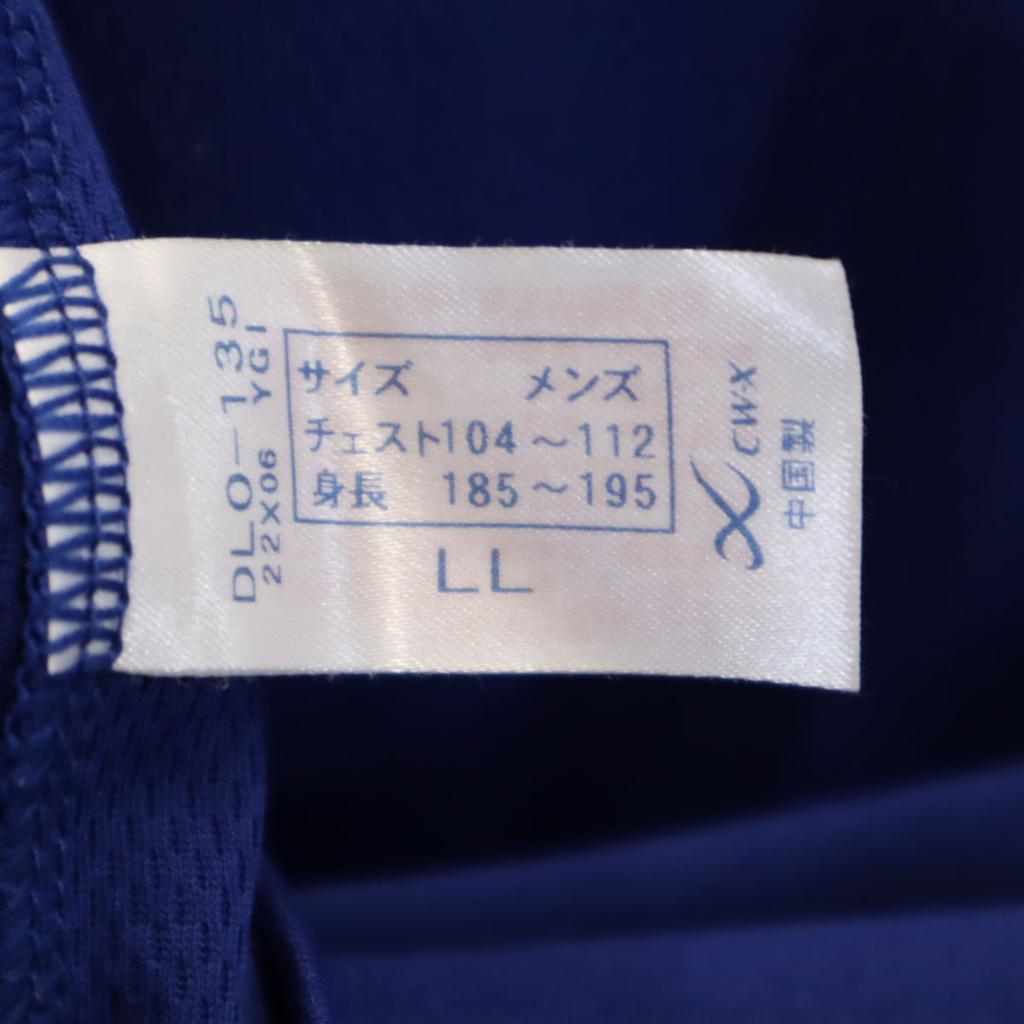 サイズ メンズ
チェスト104～112
身長 185～195
LL
DLO-135
22X06 YGI
CW-X
中国製